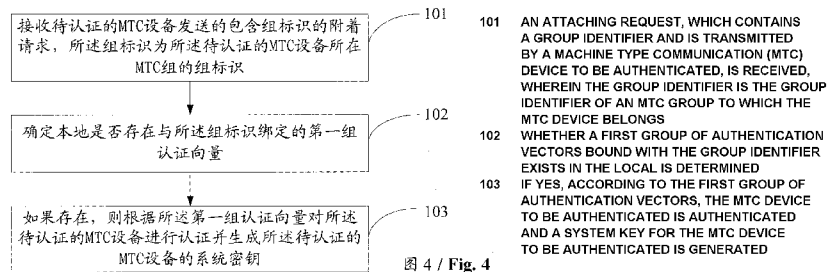 接收待认证的MTC设备发送的包含组标识的附着
请求，所述组标识为所述待认证的MTC设备所在
MTC组的组标识
101
确定本地是否存在与所述组标识绑定的第一组
认证向量
102
如果存在，则根据所述第一组认证向量对所述
待认证的MTC设备进行认证并生成所述待认证的
MTC设备的系统密钥
103
图 4 / Fig. 4
101 AN ATTACHING REQUEST, WHICH CONTAINS
A GROUP IDENTIFIER AND IS TRANSMITTED
BY A MACHINE TYPE COMMUNICATION (MTC)
DEVICE TO BE AUTHENTICATED, IS RECEIVED,
WHEREIN THE GROUP IDENTIFIER IS THE GROUP
IDENTIFIER OF AN MTC GROUP TO WHICH THE
MTC DEVICE BELONGS
102 WHETHER A FIRST GROUP OF AUTHENTICATION
VECTORS BOUND WITH THE GROUP IDENTIFIER
EXISTS IN THE LOCAL IS DETERMINED
103 IF YES, ACCORDING TO THE FIRST GROUP OF
AUTHENTICATION VECTORS, THE MTC DEVICE
TO BE AUTHENTICATED IS AUTHENTICATED
AND A SYSTEM KEY FOR THE MTC DEVICE
TO BE AUTHENTICATED IS GENERATED